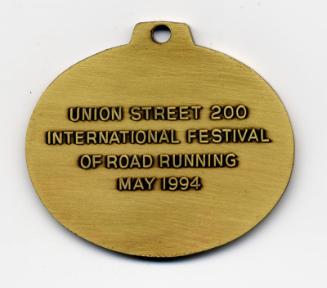 UNION STREET 200
INTERNATIONAL FESTIVAL
OF ROAD RUNNING
MAY 1994